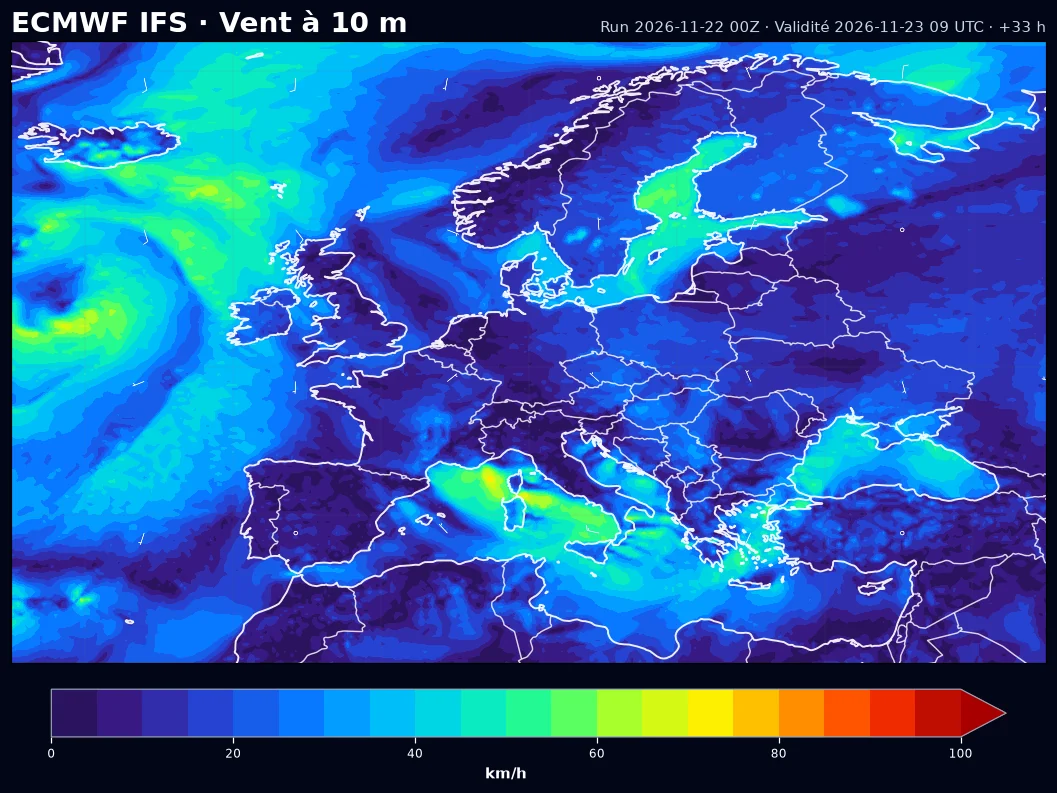 ECMWF IFS · Vent à 10 m
Run 2026-11-22 00Z · Validité 2026-11-23 09 UTC · +33 h
0 20 40 60 80 100
km/h